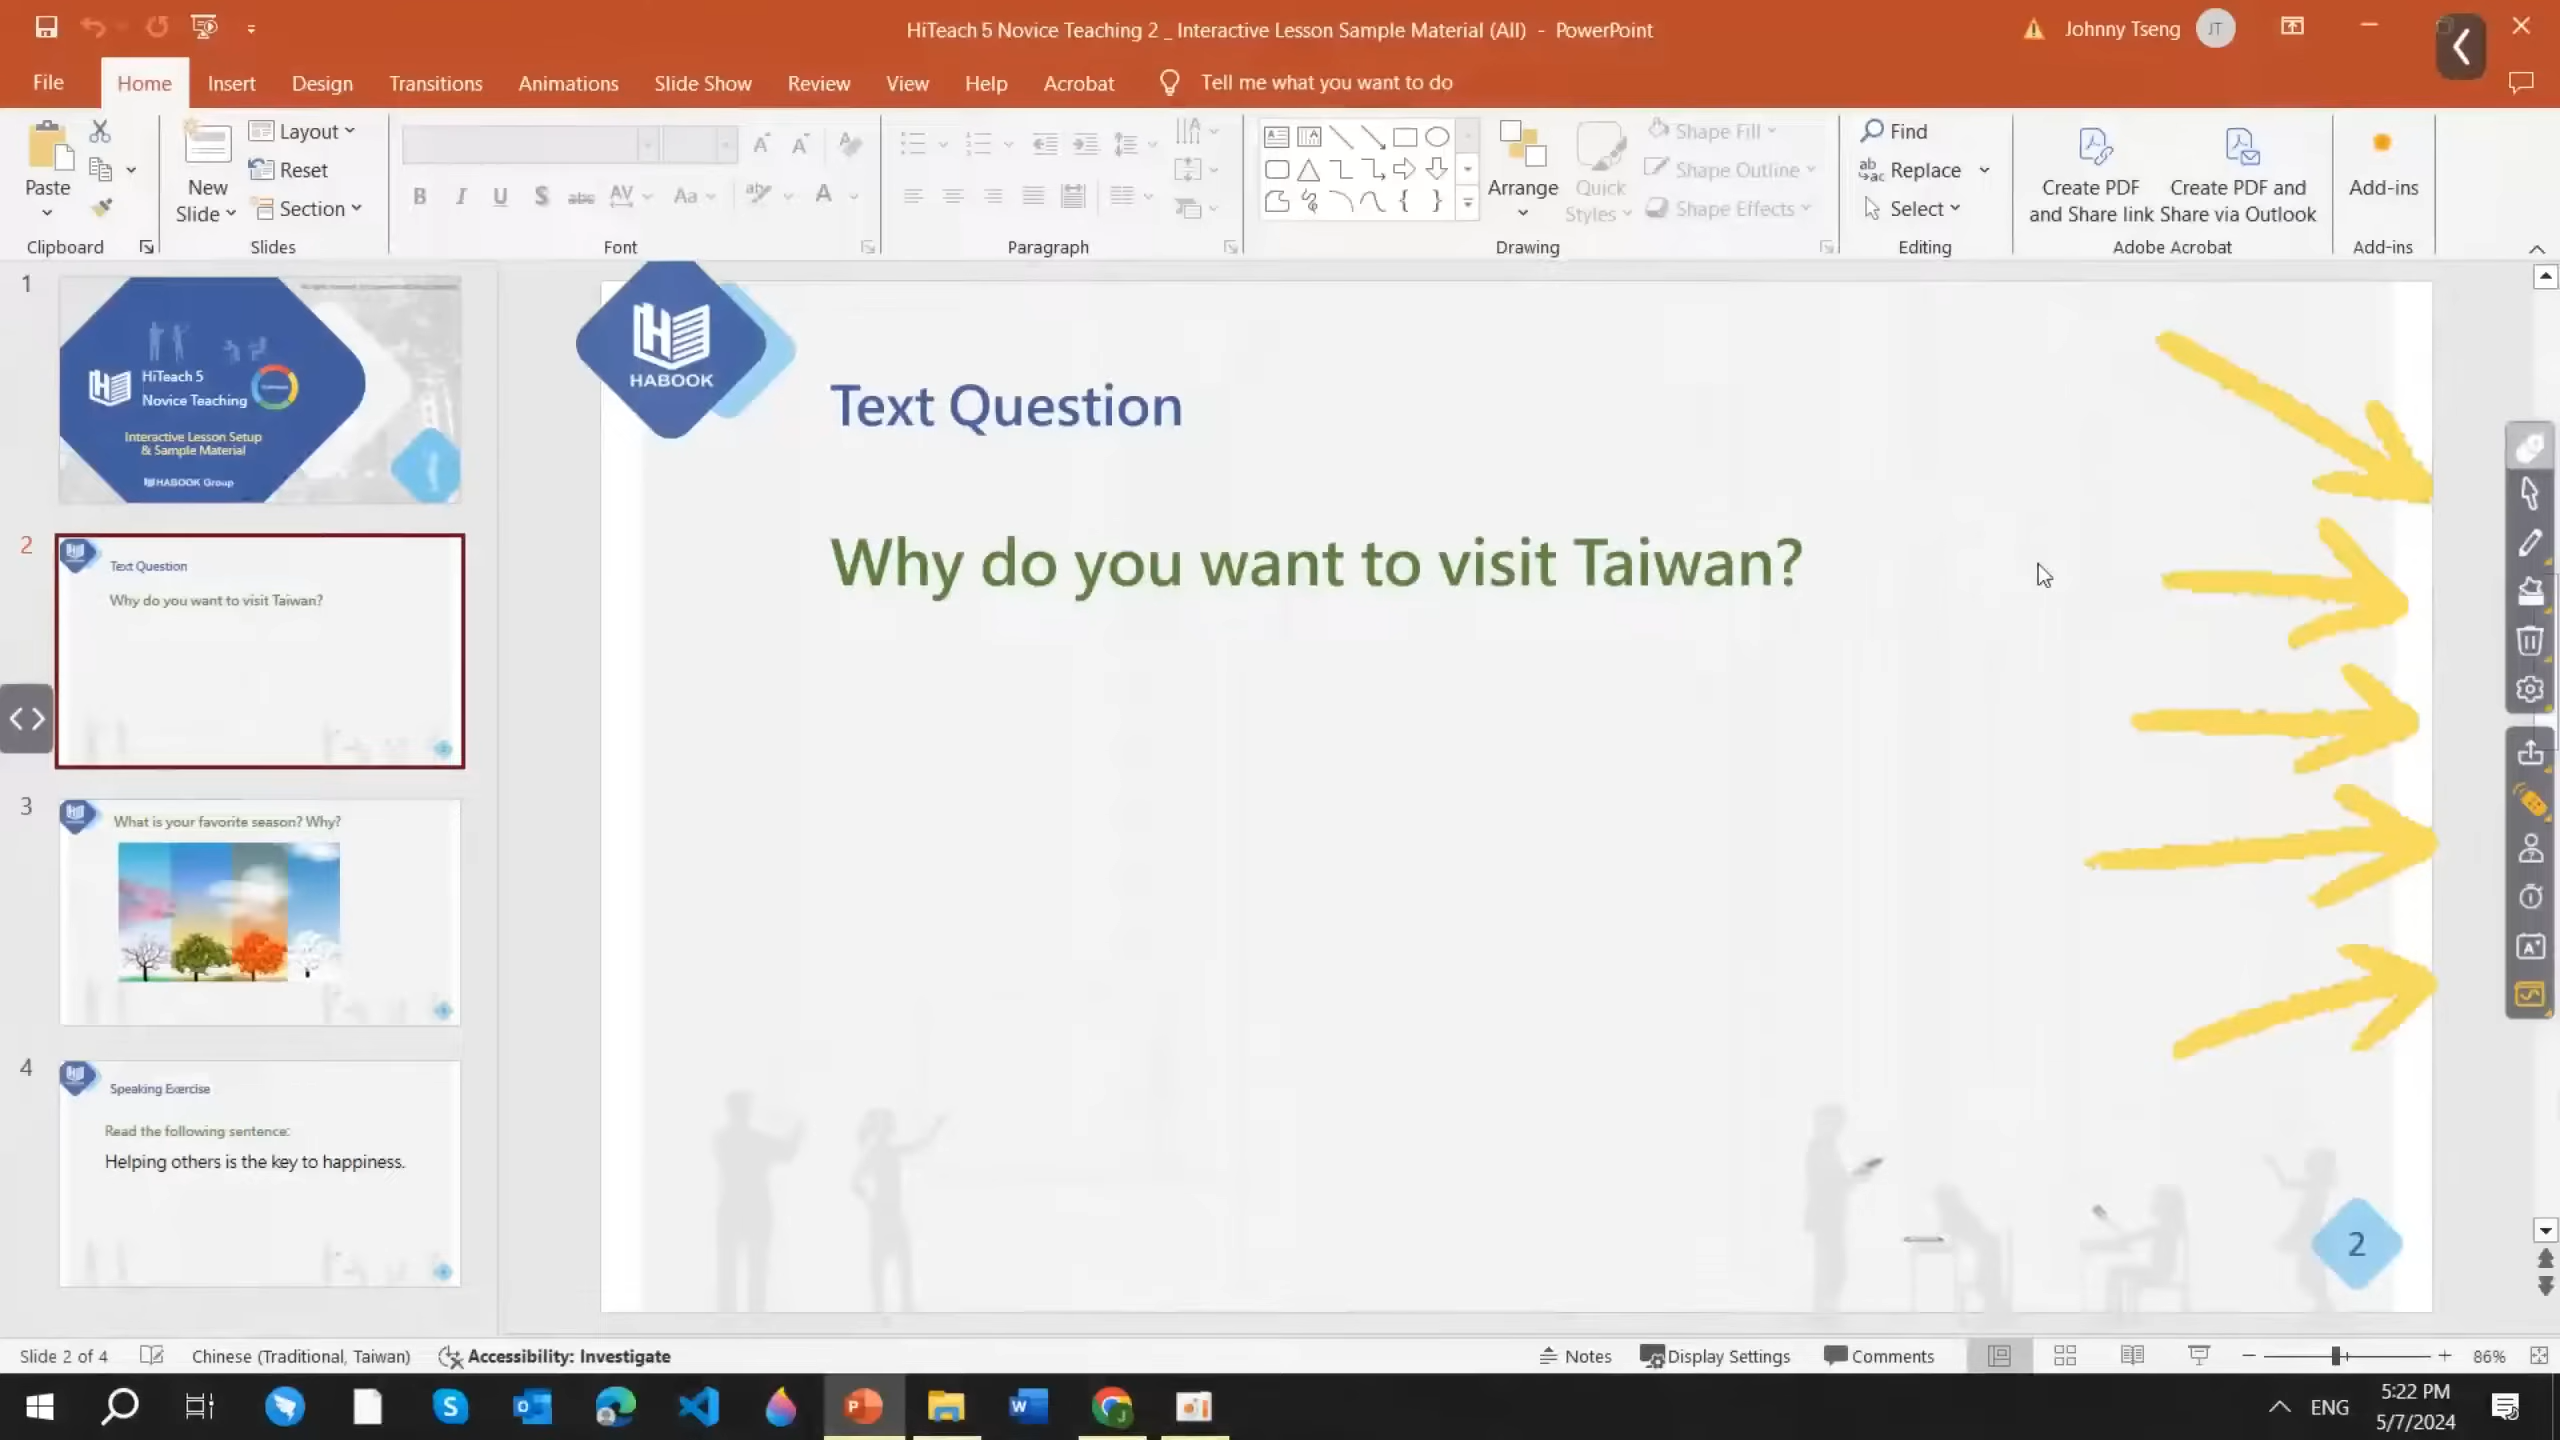 HiTeach 5 Novice Teaching 2 _ Interactive Lesson Sample Material (All) - PowerPoint
Johnny Tseng
JT
File Home Insert Design Transitions Animations Slide Show Review View Help Acrobat Tell me what you want to do
Paste
Clipboard
New
Slide
Layout
Reset
Section
Slides
B I U S abc AV Aa A
Font
Paragraph
Arrange
Quick
Styles
Shape Fill
Shape Outline
Shape Effects
Drawing
Find
Replace
Select
Editing
Create PDF
and Share link
Create PDF and
Share via Outlook
Adobe Acrobat
Add-ins
Add-ins
1
HiTeach 5
Novice Teaching
Interactive Lesson Setup
& Sample Material
HABOOK Group
2
Text Question
Why do you want to visit Taiwan?
3
What is your favorite season? Why?
4
Speaking Exercise
Read the following sentence:
Helping others is the key to happiness.
HABOOK
Text Question
Why do you want to visit Taiwan?
2
Slide 2 of 4
Chinese (Traditional, Taiwan)
Accessibility: Investigate
Notes
Display Settings
Comments
86%
ENG
5:22 PM
5/7/2024